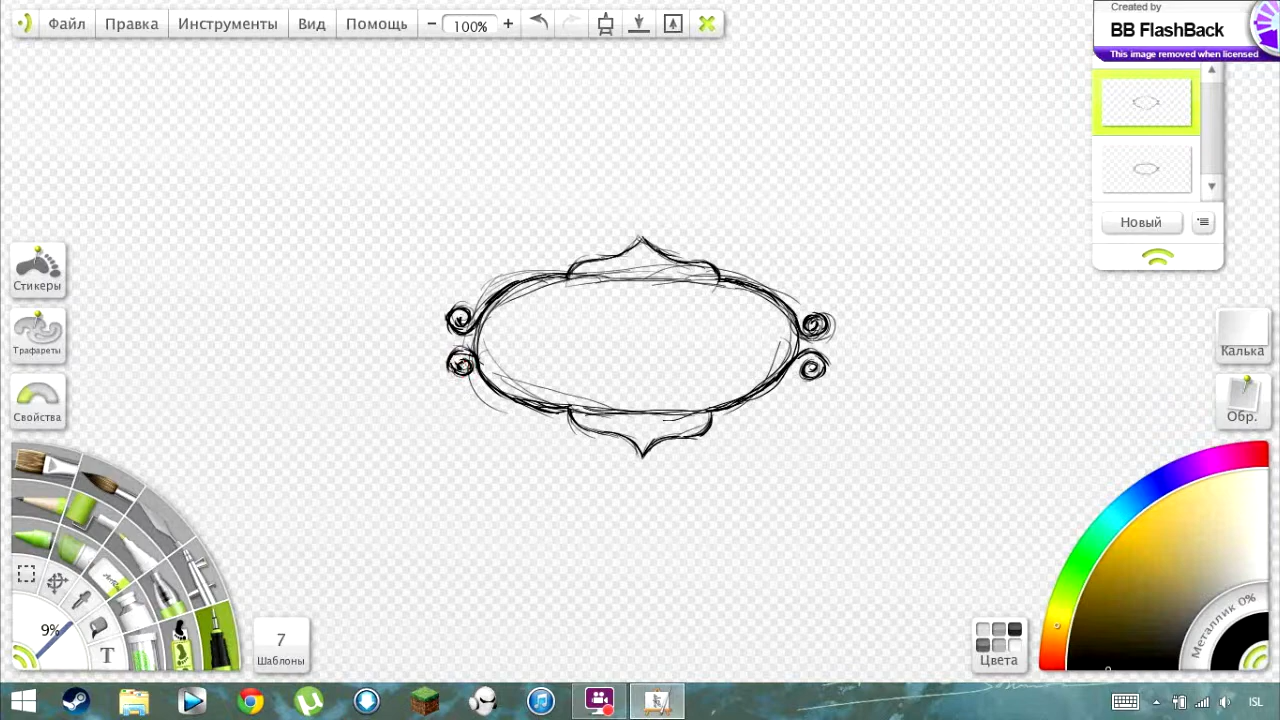 Файл Правка Инструменты Вид Помощь 100%
Created by
BB FlashBack
This image removed when licensed
Новый
Стикеры
Трафареты
Свойства
Калька
Обр.
9%
T
7
Шаблоны
Цвета
Металлик 0%
ISL